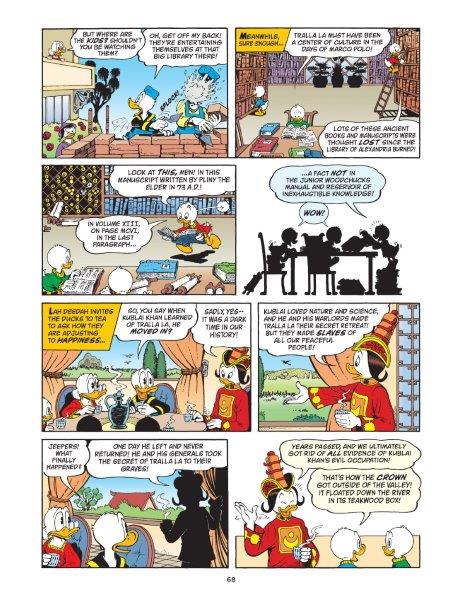 BUT WHERE ARE
THE KIDS? SHOULDN'T
YOU BE WATCHING
THEM?
OH, GET OFF MY BACK!
THEY'RE ENTERTAINING
THEMSELVES AT THAT
BIG LIBRARY THERE!
SPLOOSH!
MEANWHILE,
SURE ENOUGH...
TRALLA LA MUST HAVE BEEN
A CENTER OF CULTURE IN THE
DAYS OF MARCO POLO!
LOTS OF THESE ANCIENT
BOOKS AND MANUSCRIPTS WERE
THOUGHT LOST SINCE
THE LIBRARY OF ALEXANDRIA BURNED!
LOOK AT THIS, MEN! IN THIS
MANUSCRIPT WRITTEN BY PLINY THE
ELDER IN 73 A.D.!
IN VOLUME XIII,
ON PAGE MCVI,
IN THE LAST
PARAGRAPH...
...A FACT NOT IN
THE JUNIOR WOODCHUCKS
MANUAL AND RESERVOIR OF
INEXHAUSTIBLE KNOWLEDGE!
WOW!
LAH DEEDAH INVITES
THE DUCKS TO TEA
TO ASK HOW THEY
ARE ADJUSTING
TO HAPPINESS...
SO, YOU SAY WHEN
KUBLAI KHAN LEARNED
OF TRALLA LA, HE
MOVED IN?
SADLY, YES--
IT WAS A DARK
TIME IN OUR
HISTORY!
KUBLAI LOVED NATURE AND SCIENCE,
AND HE AND HIS WARLORDS MADE
TRALLA LA THEIR SECRET RETREAT!
BUT THEY MADE SLAVES OF
ALL OUR PEACEFUL
PEOPLE!
JEEPERS!
WHAT
FINALLY
HAPPENED?
ONE DAY HE LEFT AND NEVER
RETURNED! HE AND HIS GENERALS TOOK
THE SECRET OF TRALLA LA TO THEIR
GRAVES!
YEARS PASSED, AND WE ULTIMATELY
GOT RID OF ALL EVIDENCE OF KUBLAI
KHAN'S EVIL OCCUPATION!
THAT'S HOW THE CROWN
GOT OUTSIDE OF THE VALLEY! IT
FLOATED DOWN THE RIVER
IN ITS TEAKWOOD BOX!
68